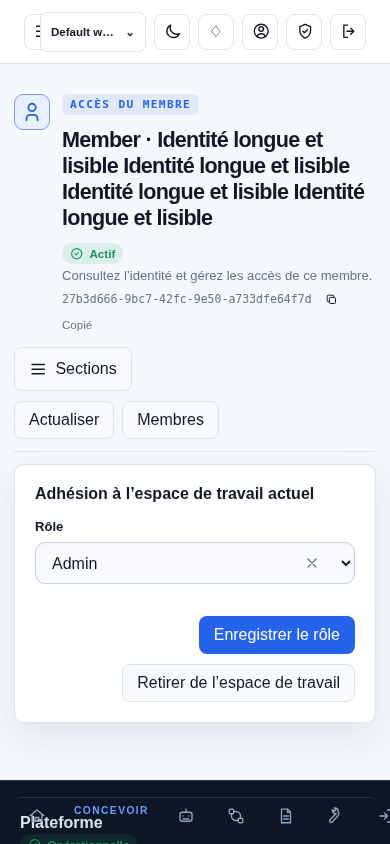 Default w...
ACCÈS DU MEMBRE
Member · Identité longue et
lisible Identité longue et lisible
Identité longue et lisible Identité
longue et lisible
Actif
Consultez l’identité et gérez les accès de ce membre.
27b3d666-9bc7-42fc-9e50-a733dfe64f7d
Copié
Sections
Actualiser
Membres
Adhésion à l’espace de travail actuel
Rôle
Admin
Enregistrer le rôle
Retirer de l’espace de travail
CONCEVOIR
Plateforme
Opérationnelle